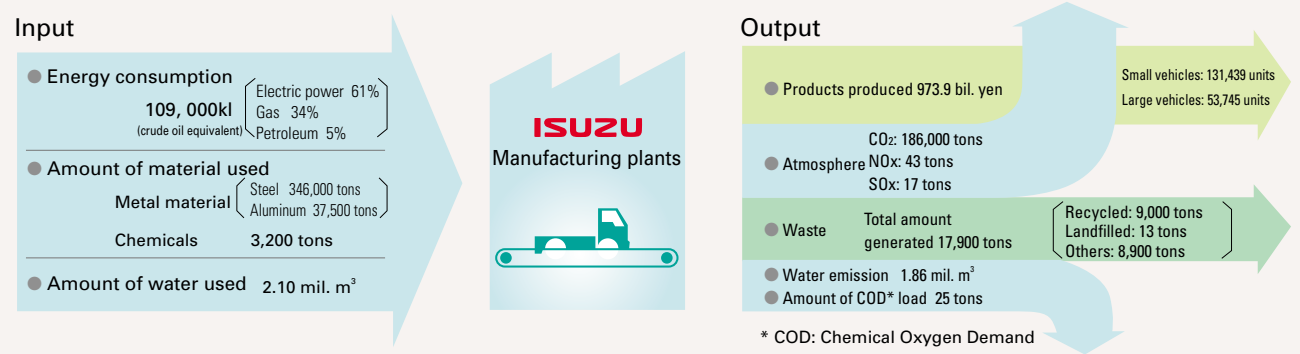 Input
Energy consumption
109, 000kl
(crude oil equivalent)
Electric power 61%
Gas 34%
Petroleum 5%
Amount of material used
Metal material
Steel 346,000 tons
Aluminum 37,500 tons
Chemicals 3,200 tons
Amount of water used 2.10 mil. m³
ISUZU
Manufacturing plants
Output
Products produced 973.9 bil. yen
Small vehicles: 131,439 units
Large vehicles: 53,745 units
Atmosphere
CO₂: 186,000 tons
NOx: 43 tons
SOx: 17 tons
Waste
Total amount
generated 17,900 tons
Recycled: 9,000 tons
Landfilled: 13 tons
Others: 8,900 tons
Water emission 1.86 mil. m³
Amount of COD* load 25 tons
* COD: Chemical Oxygen Demand